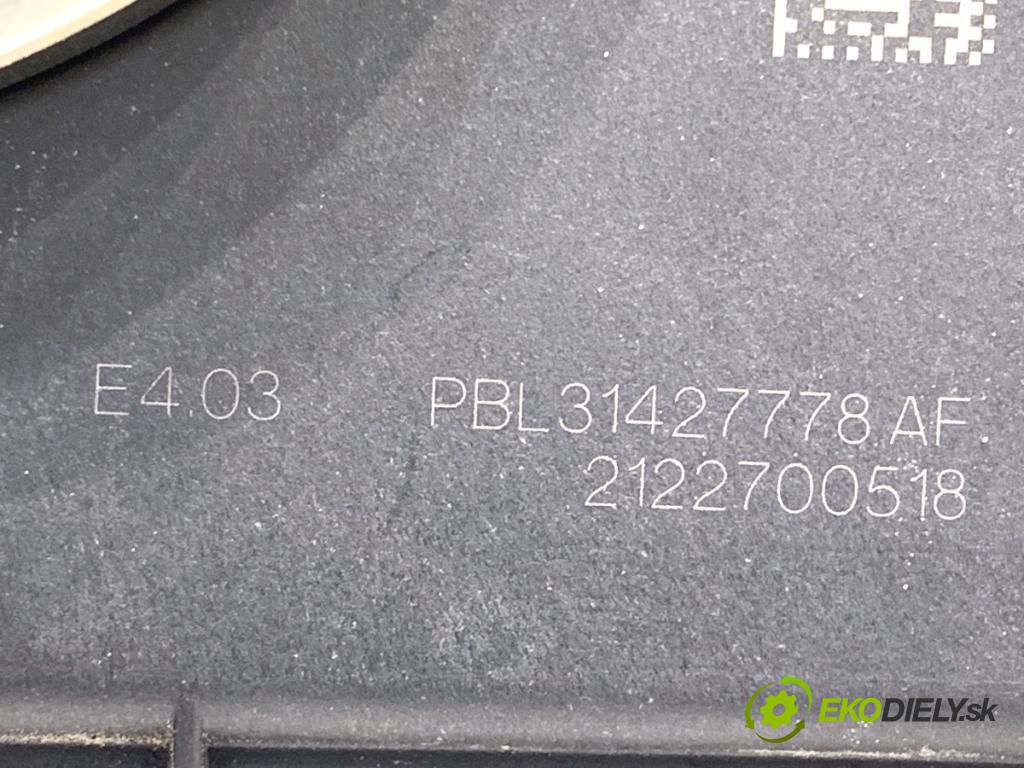 E4.03 PBL31427778.AF.
2122700518
EKODIELY.sk